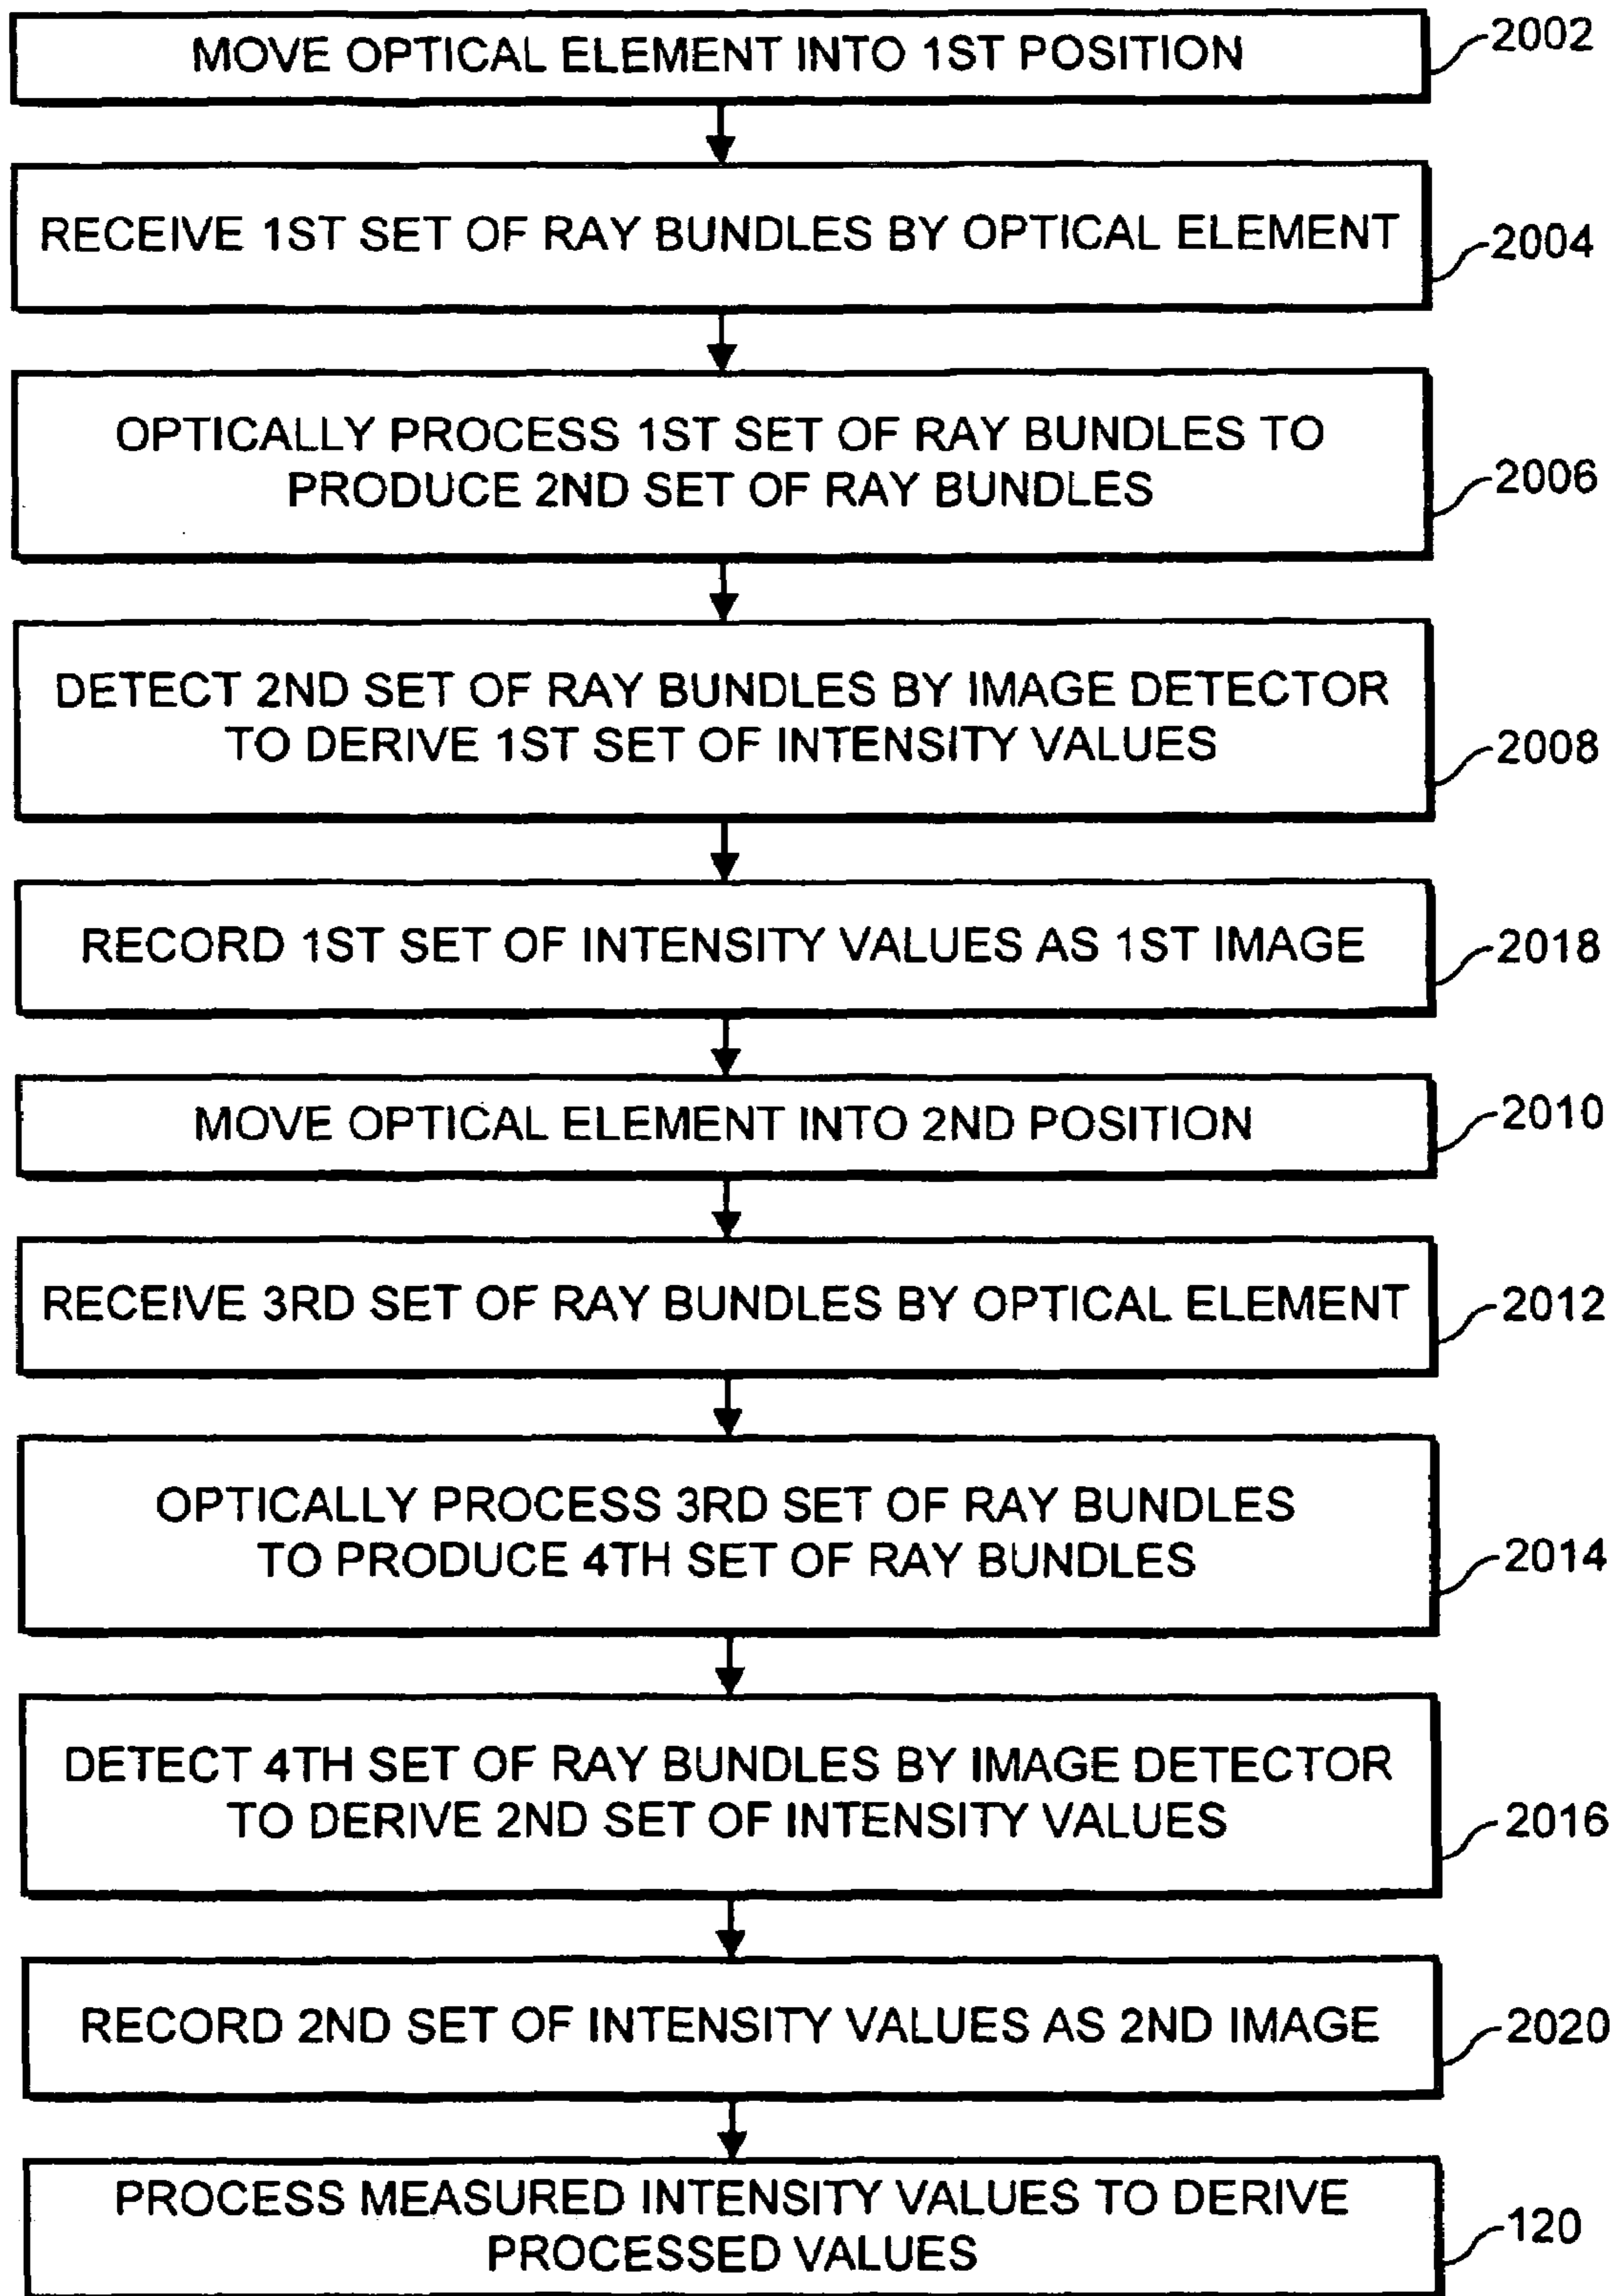 MOVE OPTICAL ELEMENT INTO 1ST POSITION
2002
RECEIVE 1ST SET OF RAY BUNDLES BY OPTICAL ELEMENT
2004
OPTICALLY PROCESS 1ST SET OF RAY BUNDLES TO
PRODUCE 2ND SET OF RAY BUNDLES
2006
DETECT 2ND SET OF RAY BUNDLES BY IMAGE DETECTOR
TO DERIVE 1ST SET OF INTENSITY VALUES
2008
RECORD 1ST SET OF INTENSITY VALUES AS 1ST IMAGE
2018
MOVE OPTICAL ELEMENT INTO 2ND POSITION
2010
RECEIVE 3RD SET OF RAY BUNDLES BY OPTICAL ELEMENT
2012
OPTICALLY PROCESS 3RD SET OF RAY BUNDLES
TO PRODUCE 4TH SET OF RAY BUNDLES
2014
DETECT 4TH SET OF RAY BUNDLES BY IMAGE DETECTOR
TO DERIVE 2ND SET OF INTENSITY VALUES
2016
RECORD 2ND SET OF INTENSITY VALUES AS 2ND IMAGE
2020
PROCESS MEASURED INTENSITY VALUES TO DERIVE
PROCESSED VALUES
120